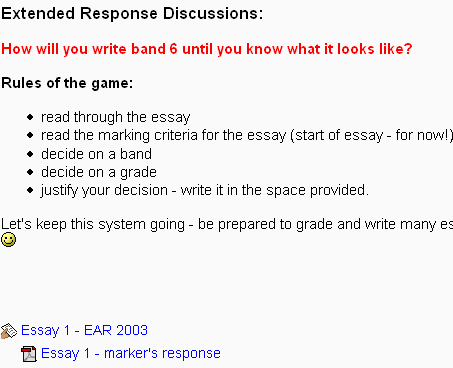 Extended Response Discussions:
How will you write band 6 until you know what it looks like?
Rules of the game:
read through the essay
read the marking criteria for the essay (start of essay - for now!)
decide on a band
decide on a grade
justify your decision - write it in the space provided.
Let's keep this system going - be prepared to grade and write many
Essay 1 - EAR 2003
Essay 1 - marker's response